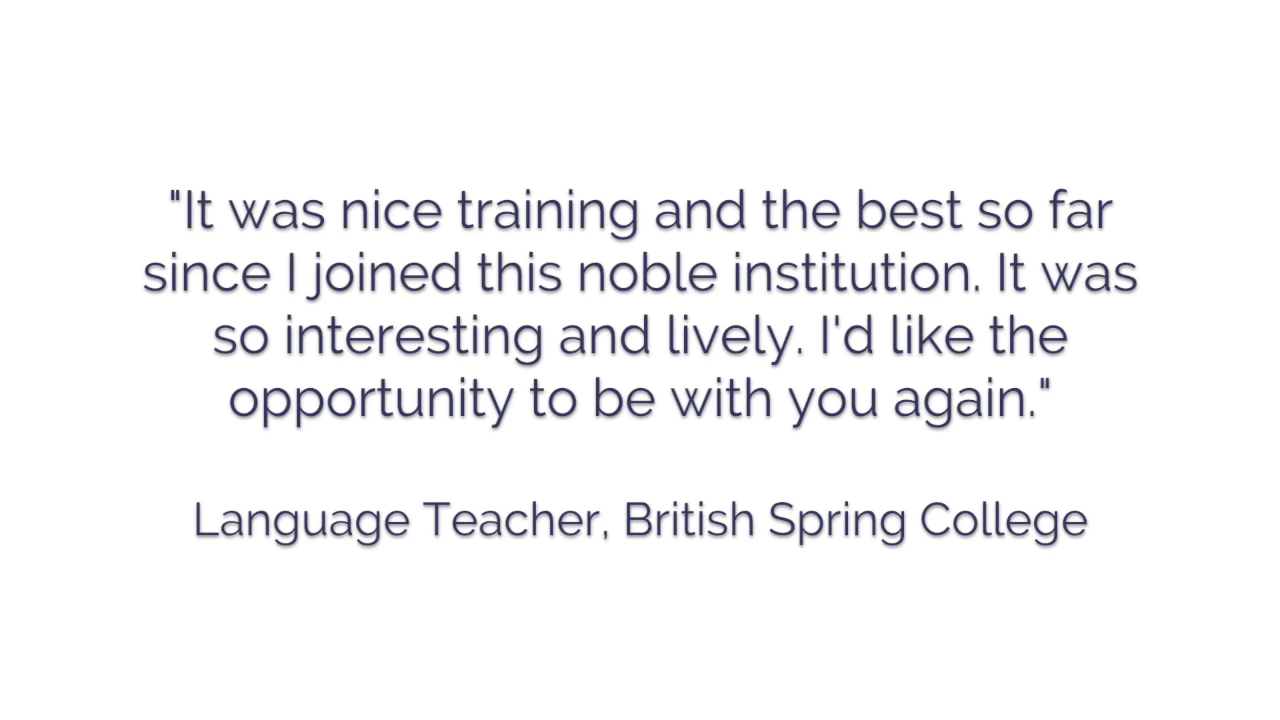 "It was nice training and the best so far
since I joined this noble institution. It was
so interesting and lively. I'd like the
opportunity to be with you again."
Language Teacher, British Spring College